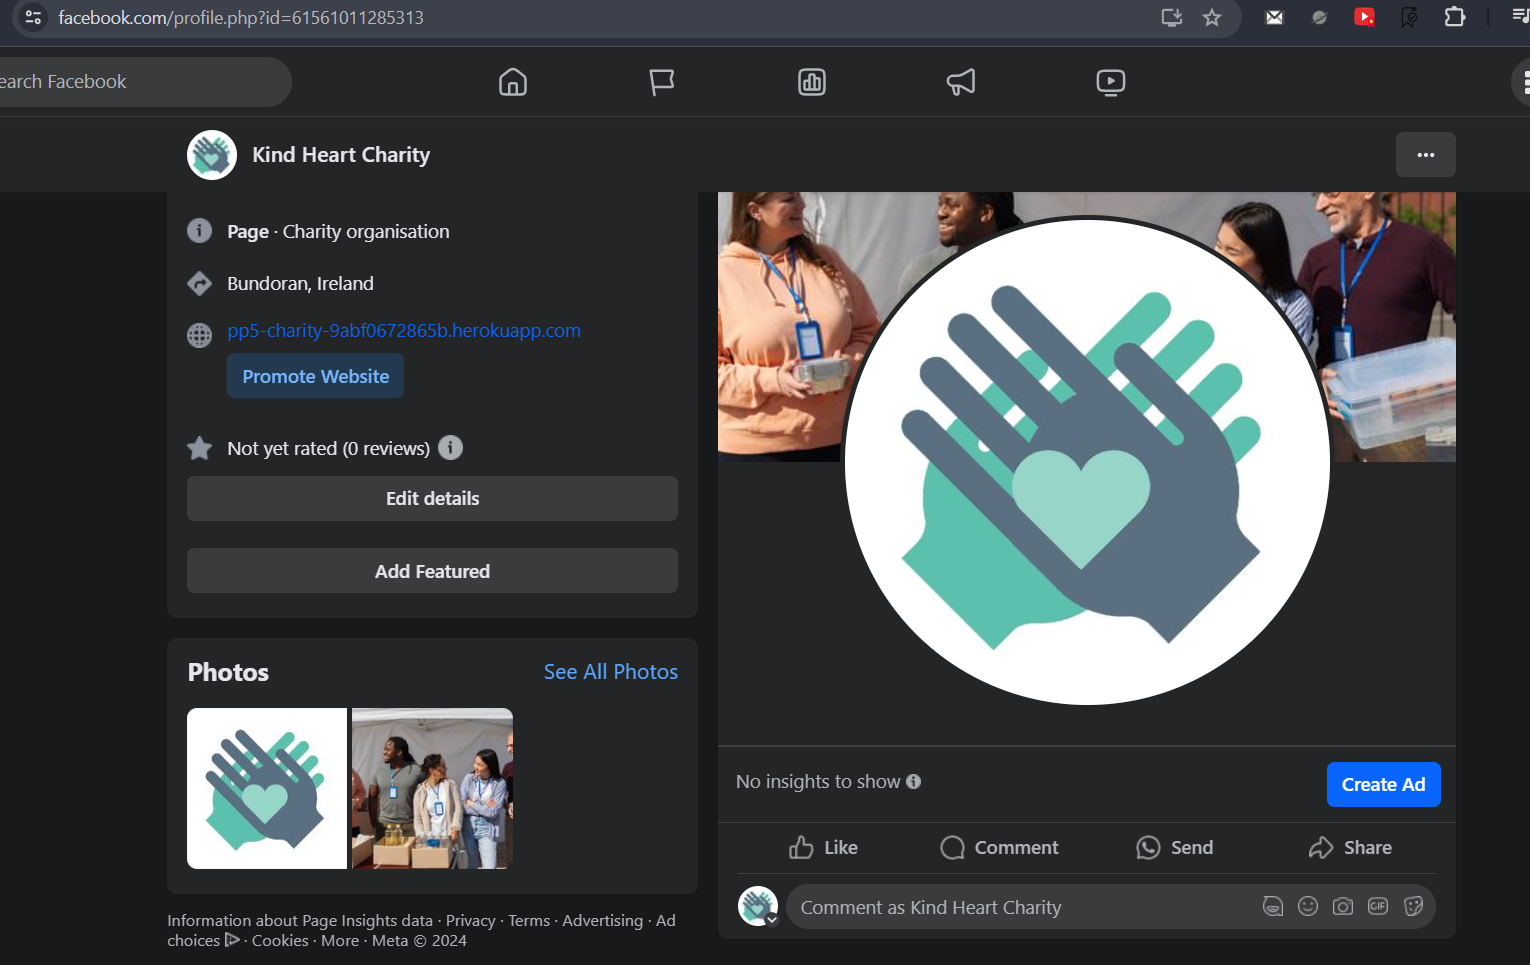 facebook.com/profile.php?id=61561011285313
earch Facebook
Kind Heart Charity
Page · Charity organisation
Bundoran, Ireland
pp5-charity-9abf0672865b.herokuapp.com
Promote Website
Not yet rated (0 reviews)
Edit details
Add Featured
Photos
See All Photos
Information about Page Insights data · Privacy · Terms · Advertising · Ad
choices · Cookies · More · Meta © 2024
No insights to show
Create Ad
Like
Comment
Send
Share
Comment as Kind Heart Charity
GIF